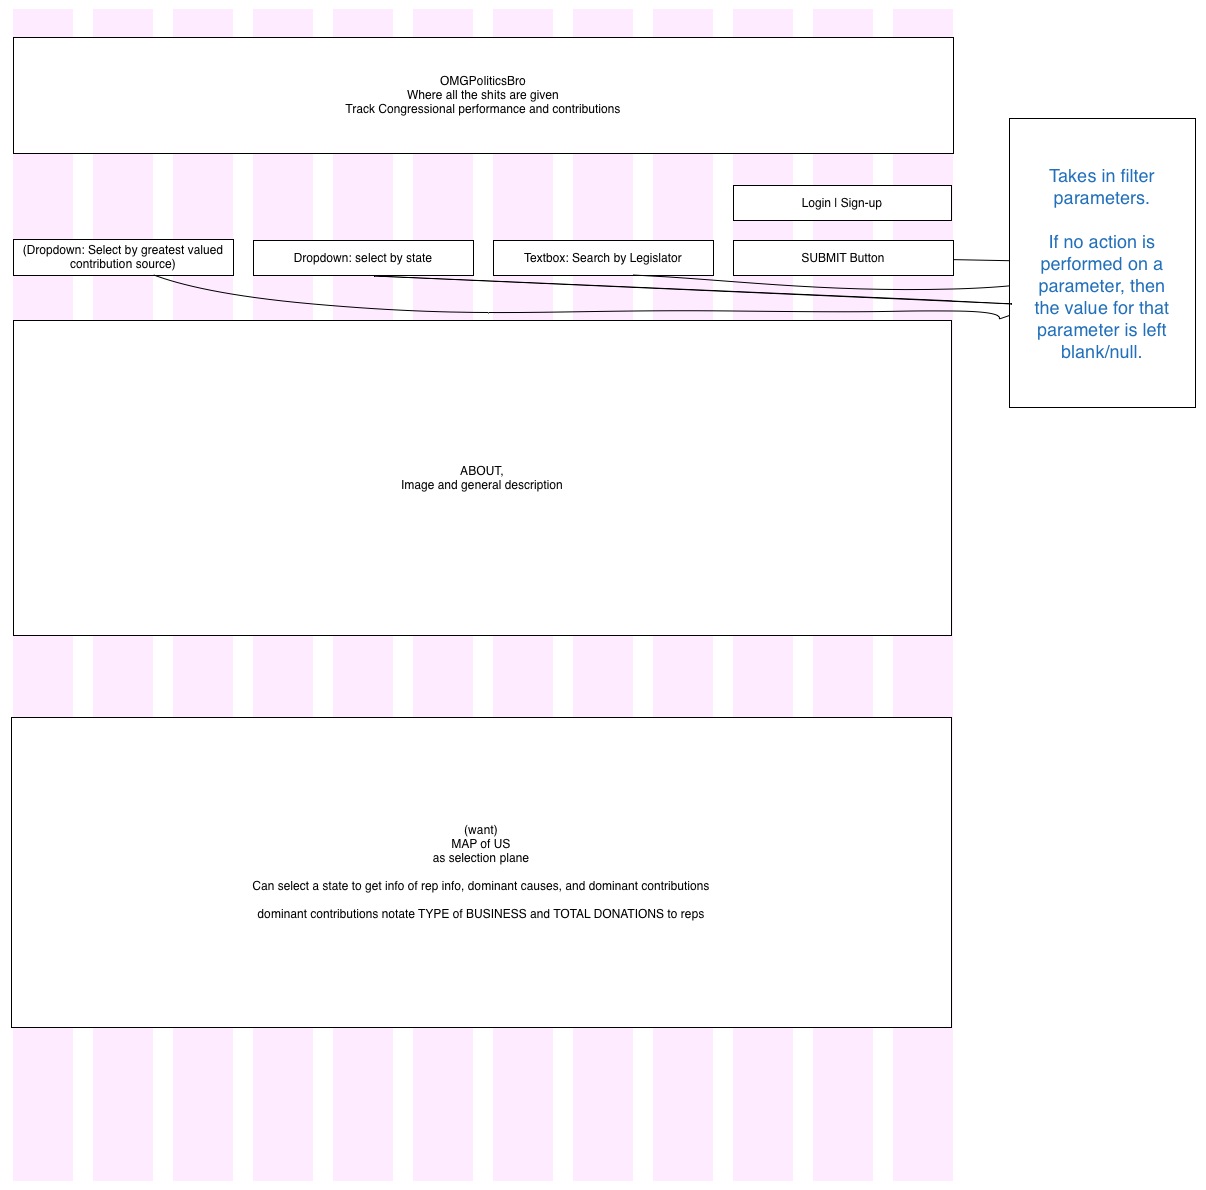 OMGPoliticsBro
Where all the shits are given
Track Congressional performance and contributions
Login | Sign-up
(Dropdown: Select by greatest valued
contribution source)
Dropdown: select by state
Textbox: Search by Legislator
SUBMIT Button
Takes in filter
parameters.
If no action is
performed on a
parameter, then
the value for that
parameter is left
blank/null.
ABOUT,
Image and general description
(want)
MAP of US
as selection plane
Can select a state to get info of rep info, dominant causes, and dominant contributions
dominant contributions notate TYPE of BUSINESS and TOTAL DONATIONS to reps